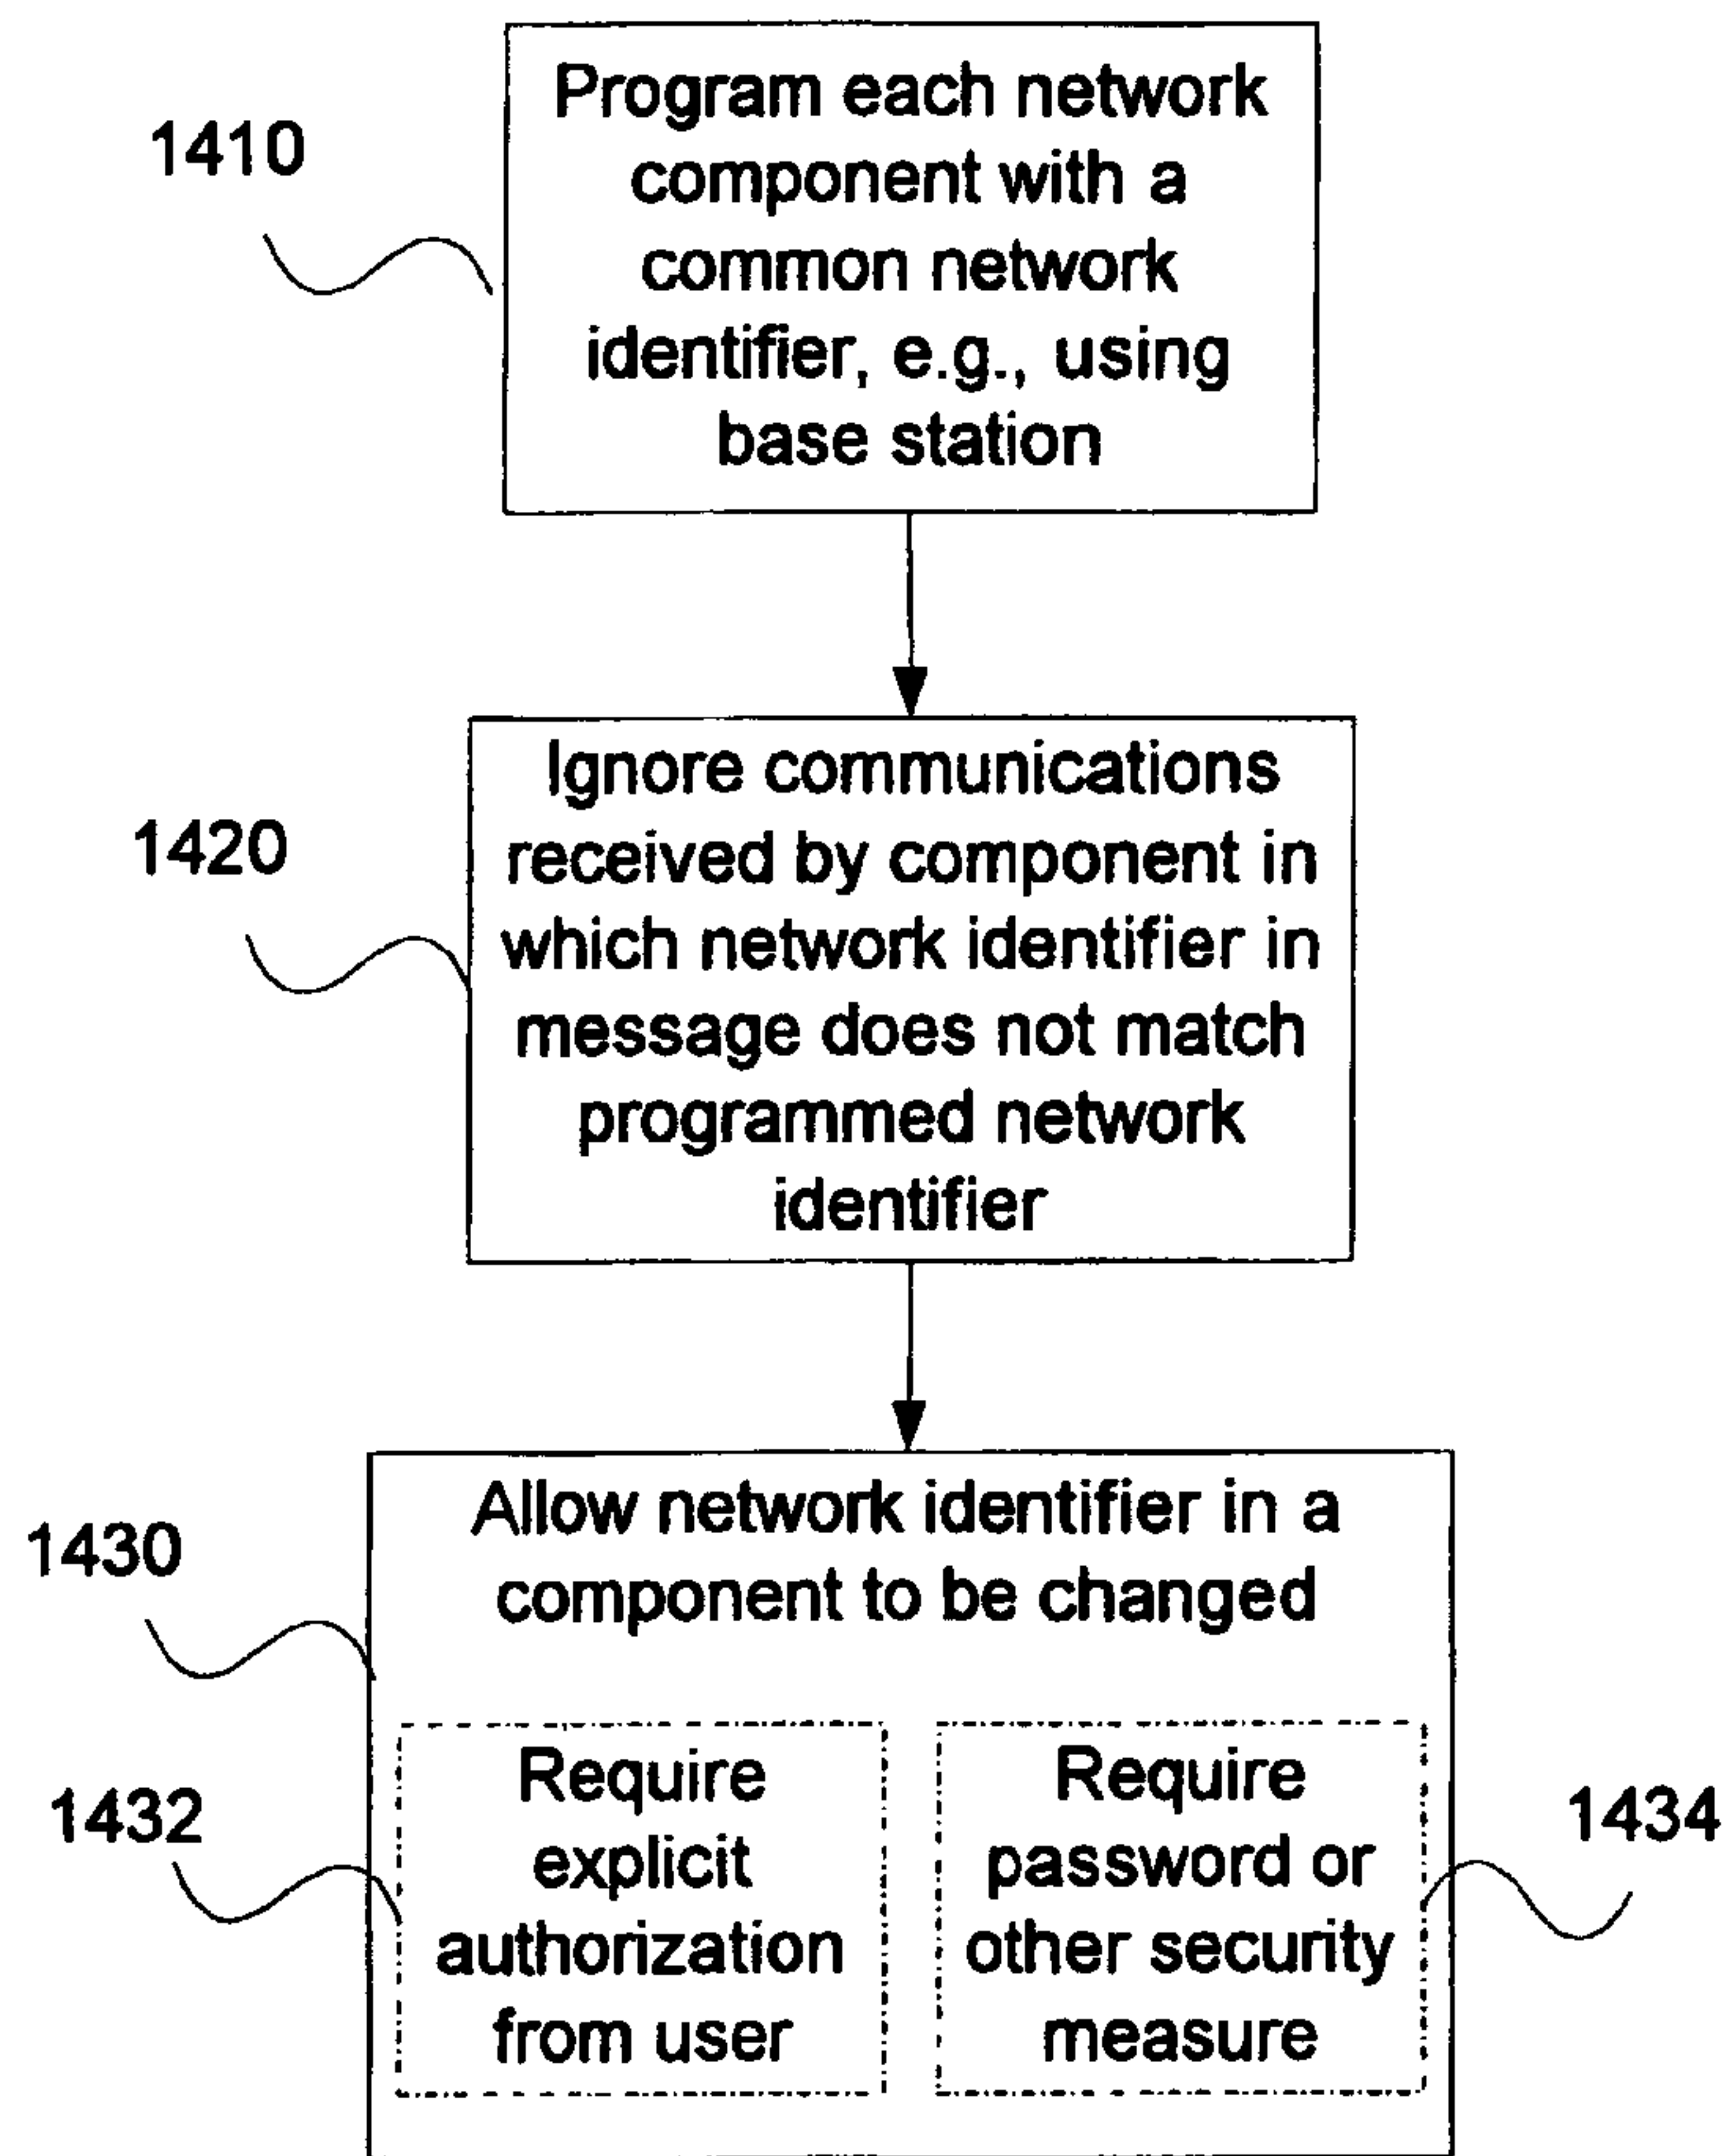 1410
Program each network
component with a
common network
identifier, e.g., using
base station
1420
Ignore communications
received by component in
which network identifier in
message does not match
programmed network
identifier
1430
Allow network identifier in a
component to be changed
1432
Require
explicit
authorization
from user
Require
password or
other security
measure
1434